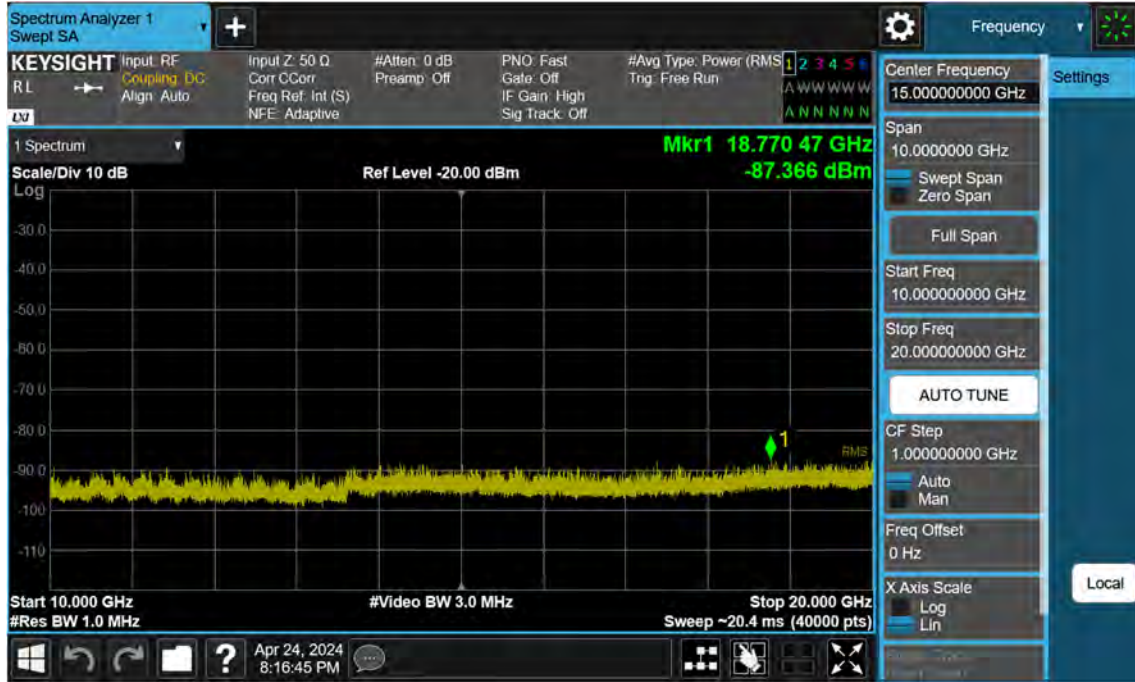 Spectrum Analyzer 1
Swept SA
Frequency
KEYSIGHT
Input: RF
Input Z: 50 Ω
#Atten: 0 dB
PNO: Fast
#Avg Type: Power (RMS
1 2 3 4 5 6
RL
Coupling: DC
Corr CCorr
Preamp: Off
Gate: Off
Trig: Free Run
A W W W W W
Align: Auto
Freq Ref: Int (S)
IF Gain: High
LXI
NFE: Adaptive
Sig Track: Off
A N N N N N
1 Spectrum
Mkr1 18.770 47 GHz
Scale/Div 10 dB
Ref Level -20.00 dBm
-87.366 dBm
Log
-30.0
-40.0
-50.0
-60.0
-70.0
-80.0
1
RMS
-90.0
-100
-110
Start 10.000 GHz
#Video BW 3.0 MHz
Stop 20.000 GHz
#Res BW 1.0 MHz
Sweep ~20.4 ms (40000 pts)
Center Frequency
15.000000000 GHz
Settings
Span
10.0000000 GHz
Swept Span
Zero Span
Full Span
Start Freq
10.000000000 GHz
Stop Freq
20.000000000 GHz
AUTO TUNE
CF Step
1.000000000 GHz
Auto
Man
Freq Offset
0 Hz
X Axis Scale
Log
Lin
Local
?
Apr 24, 2024
8:16:45 PM